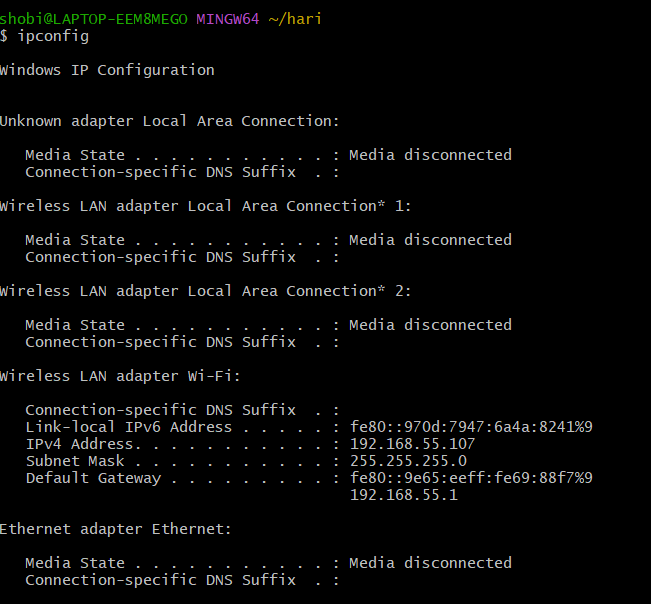 shobi@LAPTOP-EEM8MEGO MINGW64 ~/hari
$ ipconfig
Windows IP Configuration
Unknown adapter Local Area Connection:
Media State . . . . . . . . . . . : Media disconnected
Connection-specific DNS Suffix  . :
Wireless LAN adapter Local Area Connection* 1:
Media State . . . . . . . . . . . : Media disconnected
Connection-specific DNS Suffix  . :
Wireless LAN adapter Local Area Connection* 2:
Media State . . . . . . . . . . . : Media disconnected
Connection-specific DNS Suffix  . :
Wireless LAN adapter Wi-Fi:
Connection-specific DNS Suffix  . :
Link-local IPv6 Address . . . . . : fe80::970d:7947:6a4a:8241%9
IPv4 Address. . . . . . . . . . . : 192.168.55.107
Subnet Mask . . . . . . . . . . . : 255.255.255.0
Default Gateway . . . . . . . . . : fe80::9e65:eeff:fe69:88f7%9
192.168.55.1
Ethernet adapter Ethernet:
Media State . . . . . . . . . . . : Media disconnected
Connection-specific DNS Suffix  . :